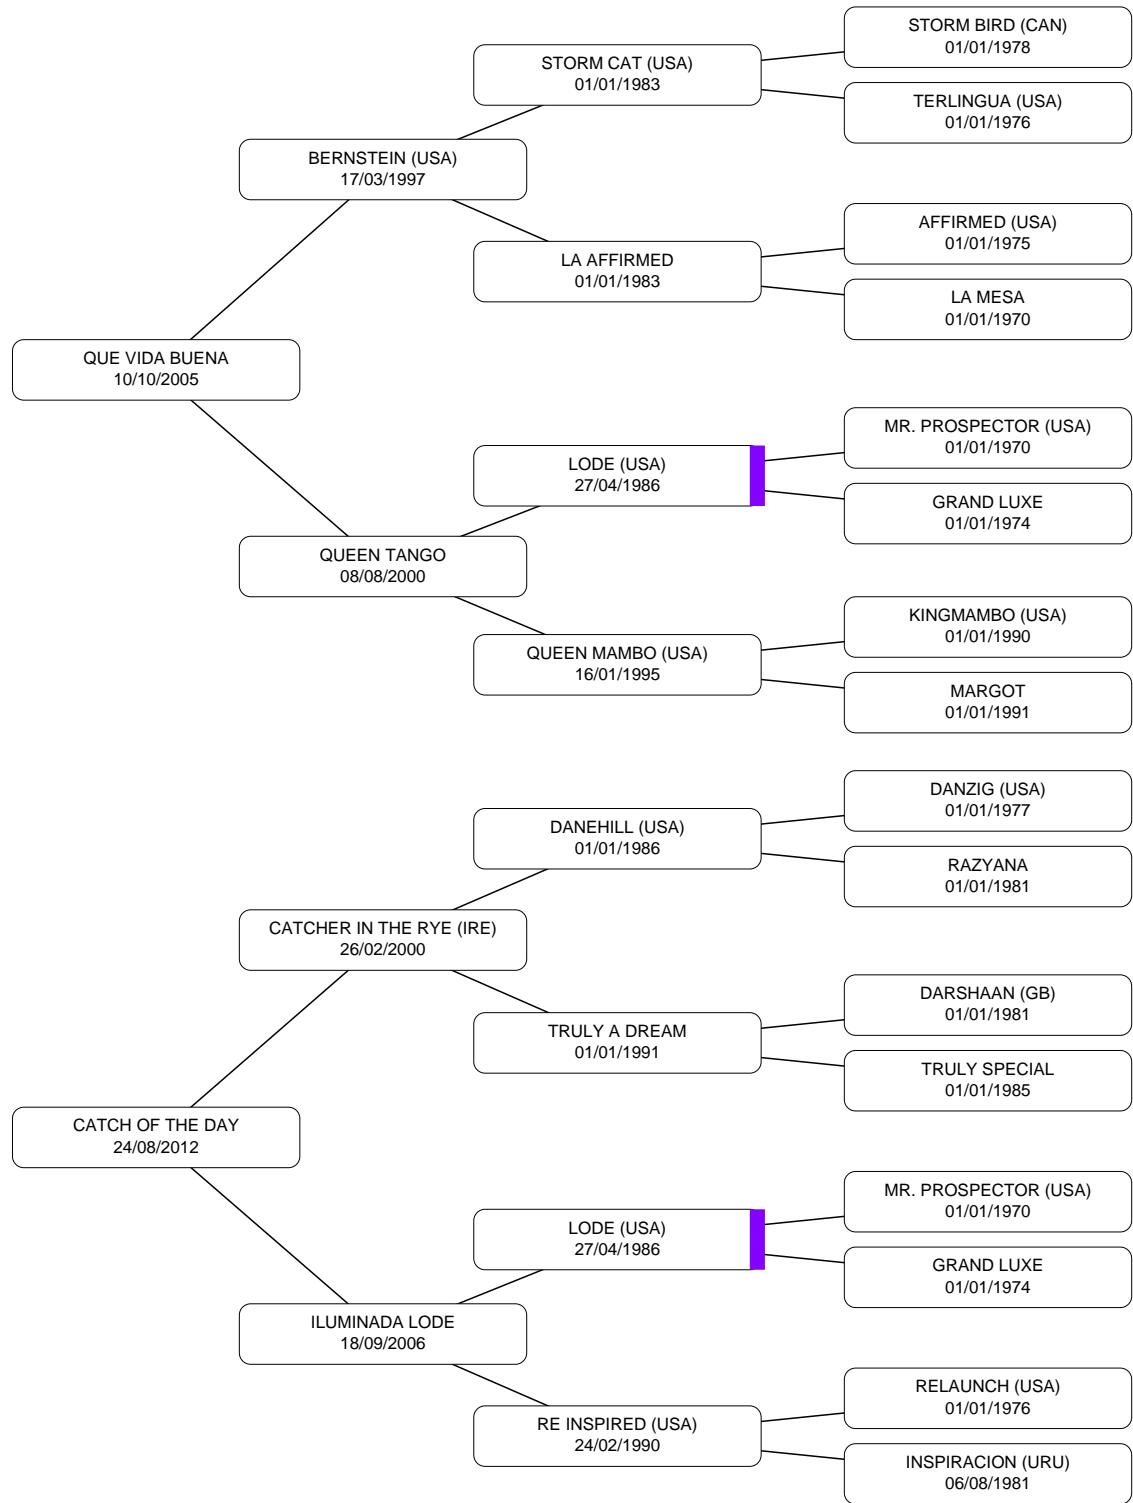 STORM BIRD (CAN)
01/01/1978
STORM CAT (USA)
01/01/1983
TERLINGUA (USA)
01/01/1976
BERNSTEIN (USA)
17/03/1997
AFFIRMED (USA)
01/01/1975
LA AFFIRMED
01/01/1983
LA MESA
01/01/1970
QUE VIDA BUENA
10/10/2005
MR. PROSPECTOR (USA)
01/01/1970
LODE (USA)
27/04/1986
GRAND LUXE
01/01/1974
QUEEN TANGO
08/08/2000
KINGMAMBO (USA)
01/01/1990
QUEEN MAMBO (USA)
16/01/1995
MARGOT
01/01/1991
DANZIG (USA)
01/01/1977
DANEHILL (USA)
01/01/1986
RAZYANA
01/01/1981
CATCHER IN THE RYE (IRE)
26/02/2000
DARSHAAN (GB)
01/01/1981
TRULY A DREAM
01/01/1991
TRULY SPECIAL
01/01/1985
CATCH OF THE DAY
24/08/2012
MR. PROSPECTOR (USA)
01/01/1970
LODE (USA)
27/04/1986
GRAND LUXE
01/01/1974
ILUMINADA LODE
18/09/2006
RELAUNCH (USA)
01/01/1976
RE INSPIRED (USA)
24/02/1990
INSPIRACION (URU)
06/08/1981